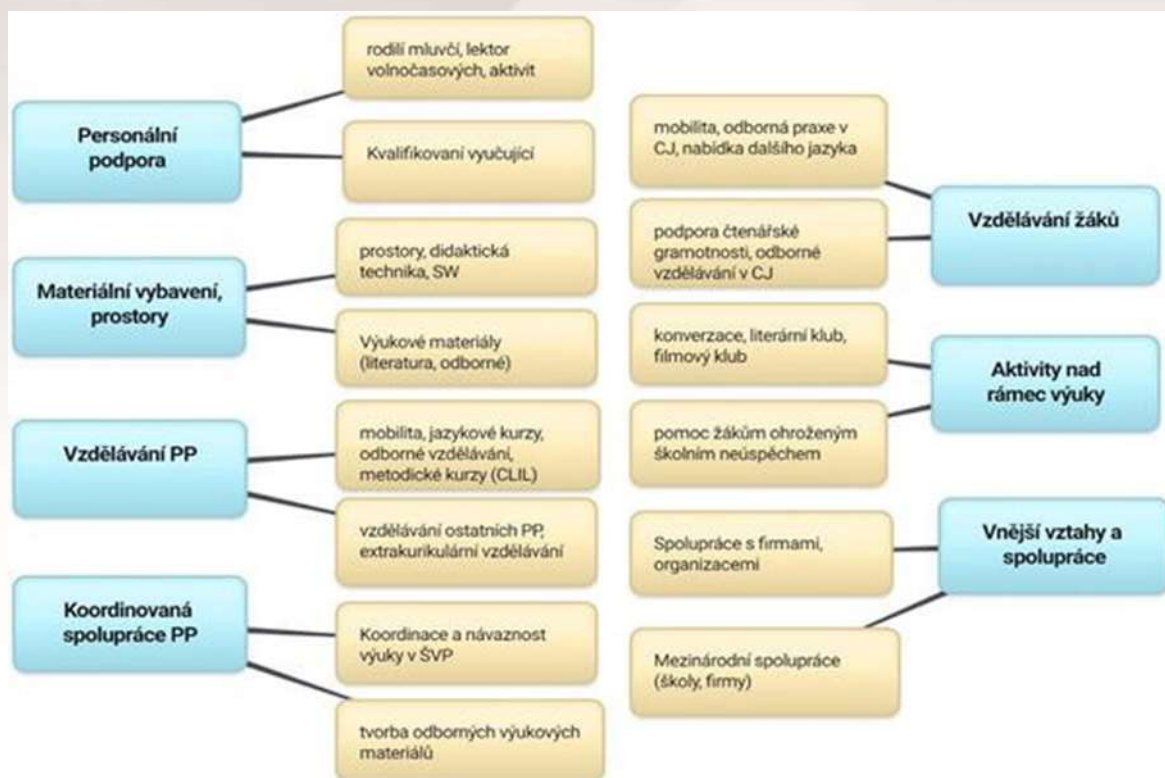 Personální
podpora
rodilí mluvčí, lektor
volnočasových, aktivit
Kvalifikovaní vyučující
Materiální vybavení,
prostory
prostory, didaktická
technika, SW
Výukové materiály
(literatura, odborné)
Vzdělávání PP
mobilita, jazykové kurzy,
odborné vzdělávání,
metodické kurzy (CLIL)
vzdělávání ostatních PP,
extrakurikulární vzdělávání
Koordinovaná
spolupráce PP
Koordinace a návaznost
výuky v ŠVP
tvorba odborných výukových
materiálů
mobilita, odborná praxe v
CJ, nabídka dalšího jazyka
Vzdělávání žáků
podpora čtenářské
gramotnosti, odborné
vzdělávání v CJ
konverzace, literární klub,
filmový klub
Aktivity nad
rámec výuky
pomoc žákům ohroženým
školním neúspěchem
Vnější vztahy a
spolupráce
Spolupráce s firmami,
organizacemi
Mezinárodní spolupráce
(školy, firmy)